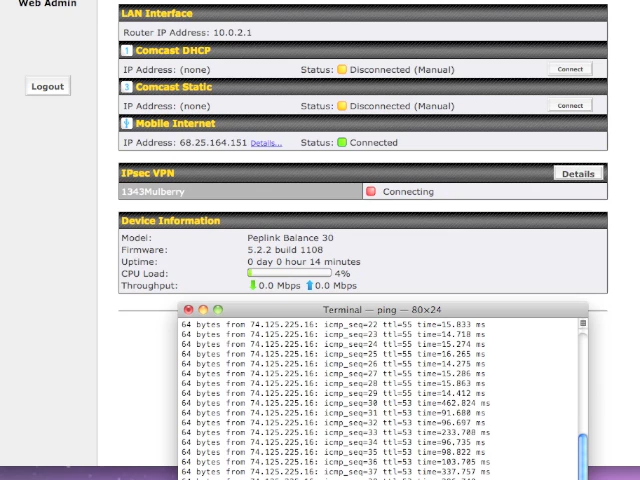 Web Admin
LAN Interface
Router IP Address: 10.0.2.1
1 Comcast DHCP
IP Address: (none) Status: Disconnected (Manual) Connect
3 Comcast Static
IP Address: (none) Status: Disconnected (Manual) Connect
Logout
Mobile Internet
IP Address: 68.25.164.151 Details... Status: Connected
IPsec VPN Details
1343Mulberry Connecting
Device Information
Model: Peplink Balance 30
Firmware: 5.2.2 build 1108
Uptime: 0 day 0 hour 14 minutes
CPU Load: 4%
Throughput: 0.0 Mbps 0.0 Mbps
Terminal — ping — 80×24
64 bytes from 74.125.225.16: icmp_seq=22 ttl=55 time=15.833 ms
64 bytes from 74.125.225.16: icmp_seq=23 ttl=55 time=14.718 ms
64 bytes from 74.125.225.16: icmp_seq=24 ttl=55 time=15.274 ms
64 bytes from 74.125.225.16: icmp_seq=25 ttl=55 time=16.265 ms
64 bytes from 74.125.225.16: icmp_seq=26 ttl=55 time=14.275 ms
64 bytes from 74.125.225.16: icmp_seq=27 ttl=55 time=15.286 ms
64 bytes from 74.125.225.16: icmp_seq=28 ttl=55 time=15.863 ms
64 bytes from 74.125.225.16: icmp_seq=29 ttl=55 time=14.412 ms
64 bytes from 74.125.225.16: icmp_seq=30 ttl=53 time=462.824 ms
64 bytes from 74.125.225.16: icmp_seq=31 ttl=53 time=91.680 ms
64 bytes from 74.125.225.16: icmp_seq=32 ttl=53 time=96.697 ms
64 bytes from 74.125.225.16: icmp_seq=33 ttl=53 time=233.708 ms
64 bytes from 74.125.225.16: icmp_seq=34 ttl=53 time=96.735 ms
64 bytes from 74.125.225.16: icmp_seq=35 ttl=53 time=98.822 ms
64 bytes from 74.125.225.16: icmp_seq=36 ttl=53 time=103.705 ms
64 bytes from 74.125.225.16: icmp_seq=37 ttl=53 time=337.757 ms